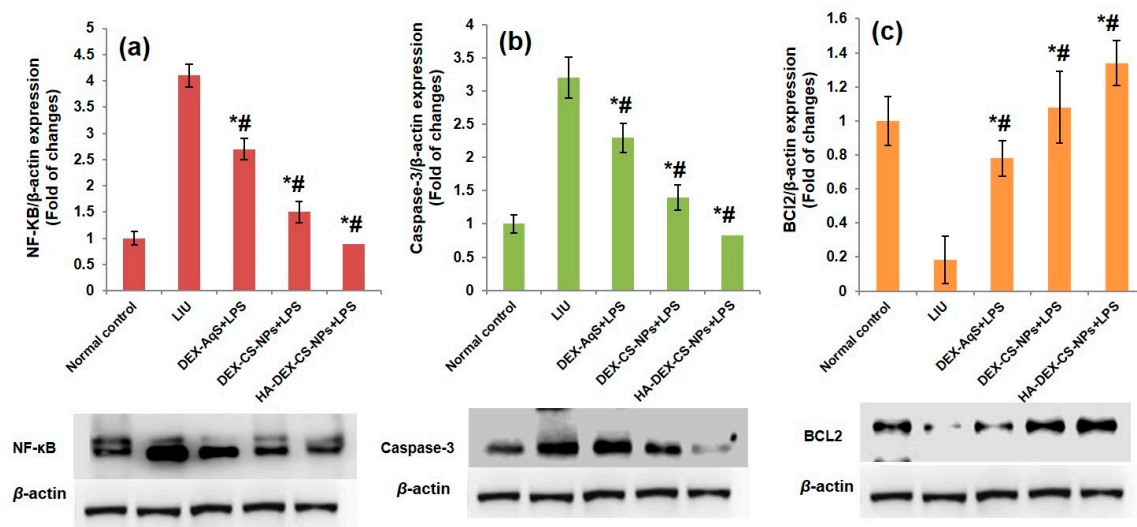 (a)
NF-KB/β-actin expression
(Fold of changes)
5
4.5
4
3.5
3
2.5
2
1.5
1
0.5
0
*#
*#
*#
Normal control
LIU
DEX-AqS+LPS
DEX-CS-NPs+LPS
HA-DEX-CS-NPs+LPS
NF-κB
β-actin
(b)
Caspase-3/β-actin expression
(Fold of changes)
4
3.5
3
2.5
2
1.5
1
0.5
0
*#
*#
*#
Normal control
LIU
DEX-AqS+LPS
DEX-CS-NPs+LPS
HA-DEX-CS-NPs+LPS
Caspase-3
β-actin
(c)
BCl2/β-actin expression
(Fold of changes)
1.6
1.4
1.2
1
0.8
0.6
0.4
0.2
0
*#
*#
*#
Normal control
LIU
DEX-AqS+LPS
DEX-CS-NPs+LPS
HA-DEX-CS-NPs+LPS
BCL2
β-actin